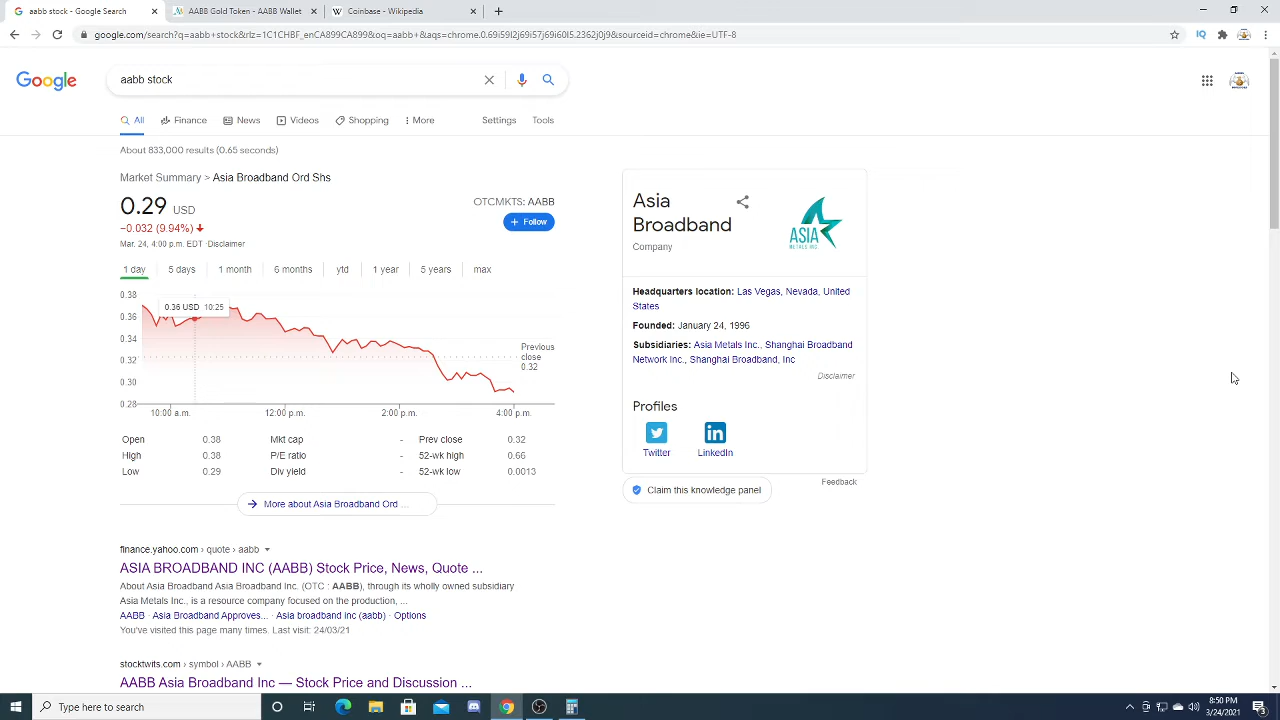 aabb stock - Google Search
AABB Gold Token - AABB Wallet
Coinbase - Wikipedia
google.com/search?q=aabb+stock&rlz=1C1CHBF_enCA899CA899&oq=aabb+&aqs=chrome.0.69i59l2j69i57j69i60l5.2362j0j9&sourceid=chrome&ie=UTF-8
IQ
Google
aabb stock
All Finance News Videos Shopping More Settings Tools
About 833,000 results (0.65 seconds)
Market Summary > Asia Broadband Ord Shs
0.29 USD
OTCMKTS: AABB
−0.032 (9.94%)
+ Follow
Mar. 24, 4:00 p.m. EDT · Disclaimer
1 day 5 days 1 month 6 months ytd 1 year 5 years max
0.38
0.36 USD 10:25
0.36
0.34
Previous
close
0.32
0.32
0.30
0.28
10:00 a.m. 12:00 p.m. 2:00 p.m. 4:00 p.m.
Open 0.38 Mkt cap - Prev close 0.32
High 0.38 P/E ratio - 52-wk high 0.66
Low 0.29 Div yield - 52-wk low 0.0013
More about Asia Broadband Ord ...
finance.yahoo.com › quote › aabb
ASIA BROADBAND INC (AABB) Stock Price, News, Quote ...
About Asia Broadband Asia Broadband Inc. (OTC : AABB), through its wholly owned subsidiary
Asia Metals Inc., is a resource company focused on the production, ...
AABB · Asia Broadband Approves... · Asia broadband inc (aabb) · Options
You've visited this page many times. Last visit: 24/03/21
stocktwits.com › symbol › AABB
AABB Asia Broadband Inc — Stock Price and Discussion ...
Asia
Broadband
Company
ASIA
METALS INC.
Headquarters location: Las Vegas, Nevada, United
States
Founded: January 24, 1996
Subsidiaries: Asia Metals Inc., Shanghai Broadband
Network Inc., Shanghai Broadband, Inc
Disclaimer
Profiles
Twitter LinkedIn
Feedback
Claim this knowledge panel
Type here to search
8:50 PM
3/24/2021